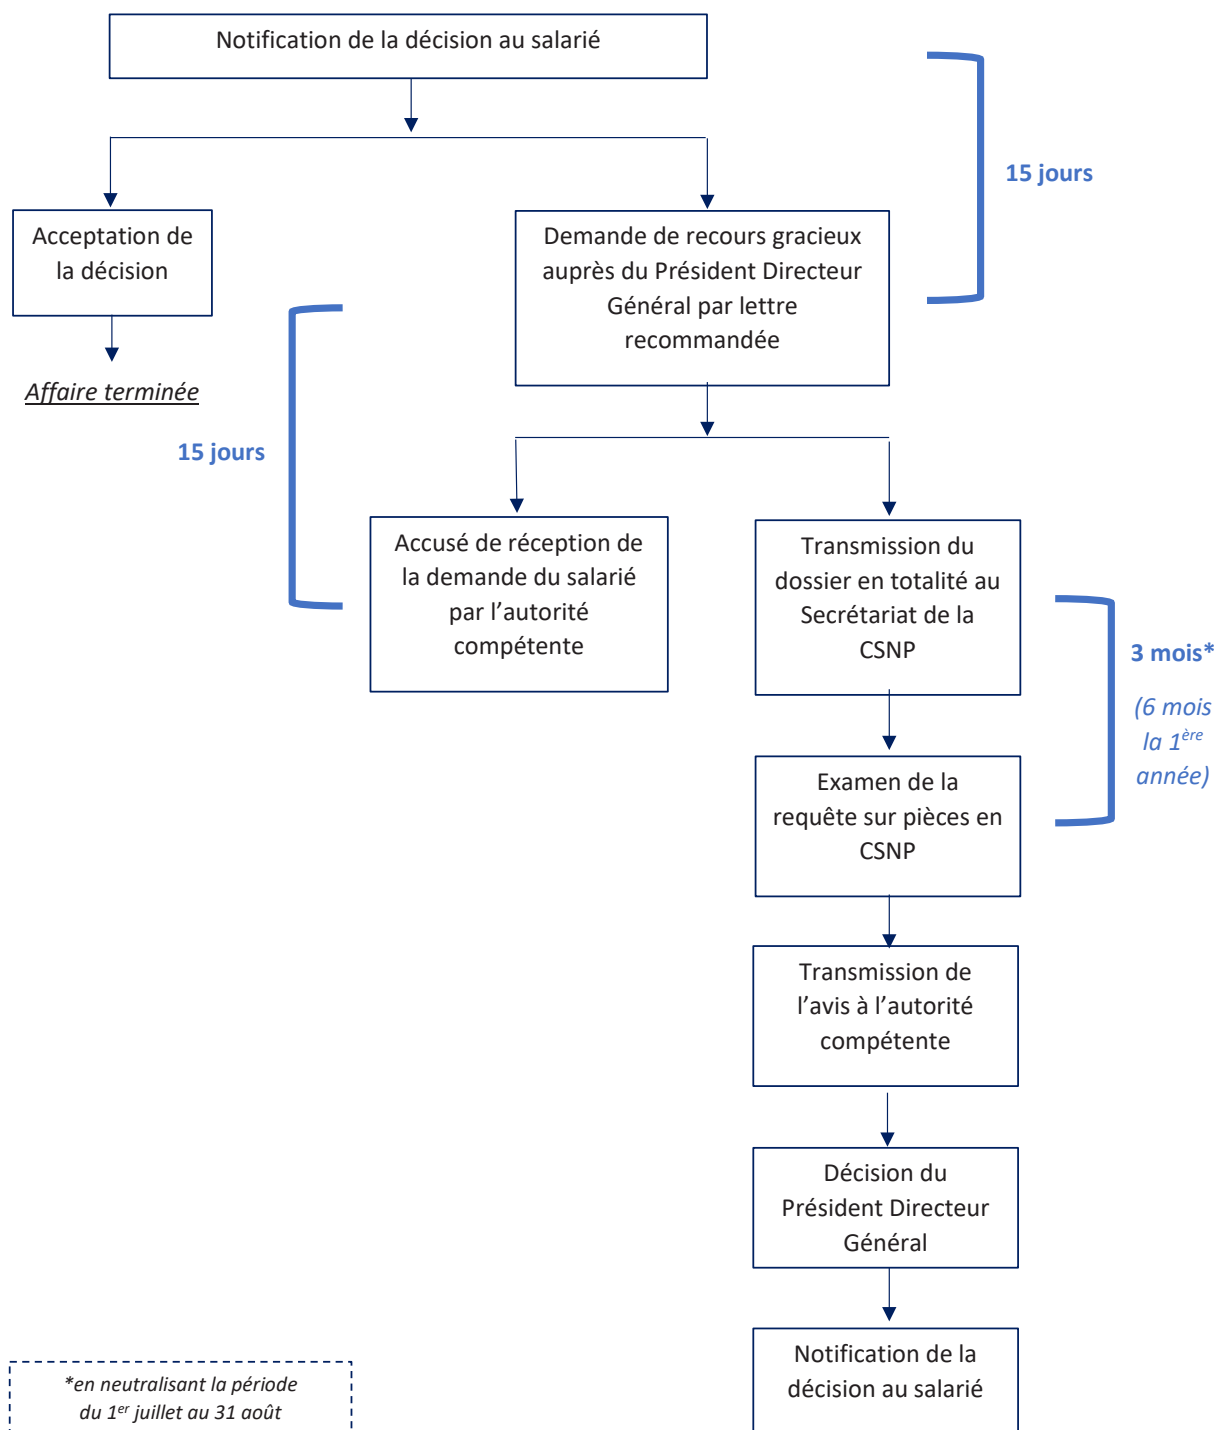 Notification de la décision au salarié
15 jours
Acceptation de
la décision
Demande de recours gracieux
auprès du Président Directeur
Général par lettre
recommandée
Affaire terminée
15 jours
Accusé de réception de
la demande du salarié
par l’autorité
compétente
Transmission du
dossier en totalité au
Secrétariat de la
CSNP
3 mois*
(6 mois
la 1ère
année)
Examen de la
requête sur pièces en
CSNP
Transmission de
l’avis à l’autorité
compétente
Décision du
Président Directeur
Général
Notification de la
décision au salarié
*en neutralisant la période
du 1er juillet au 31 août